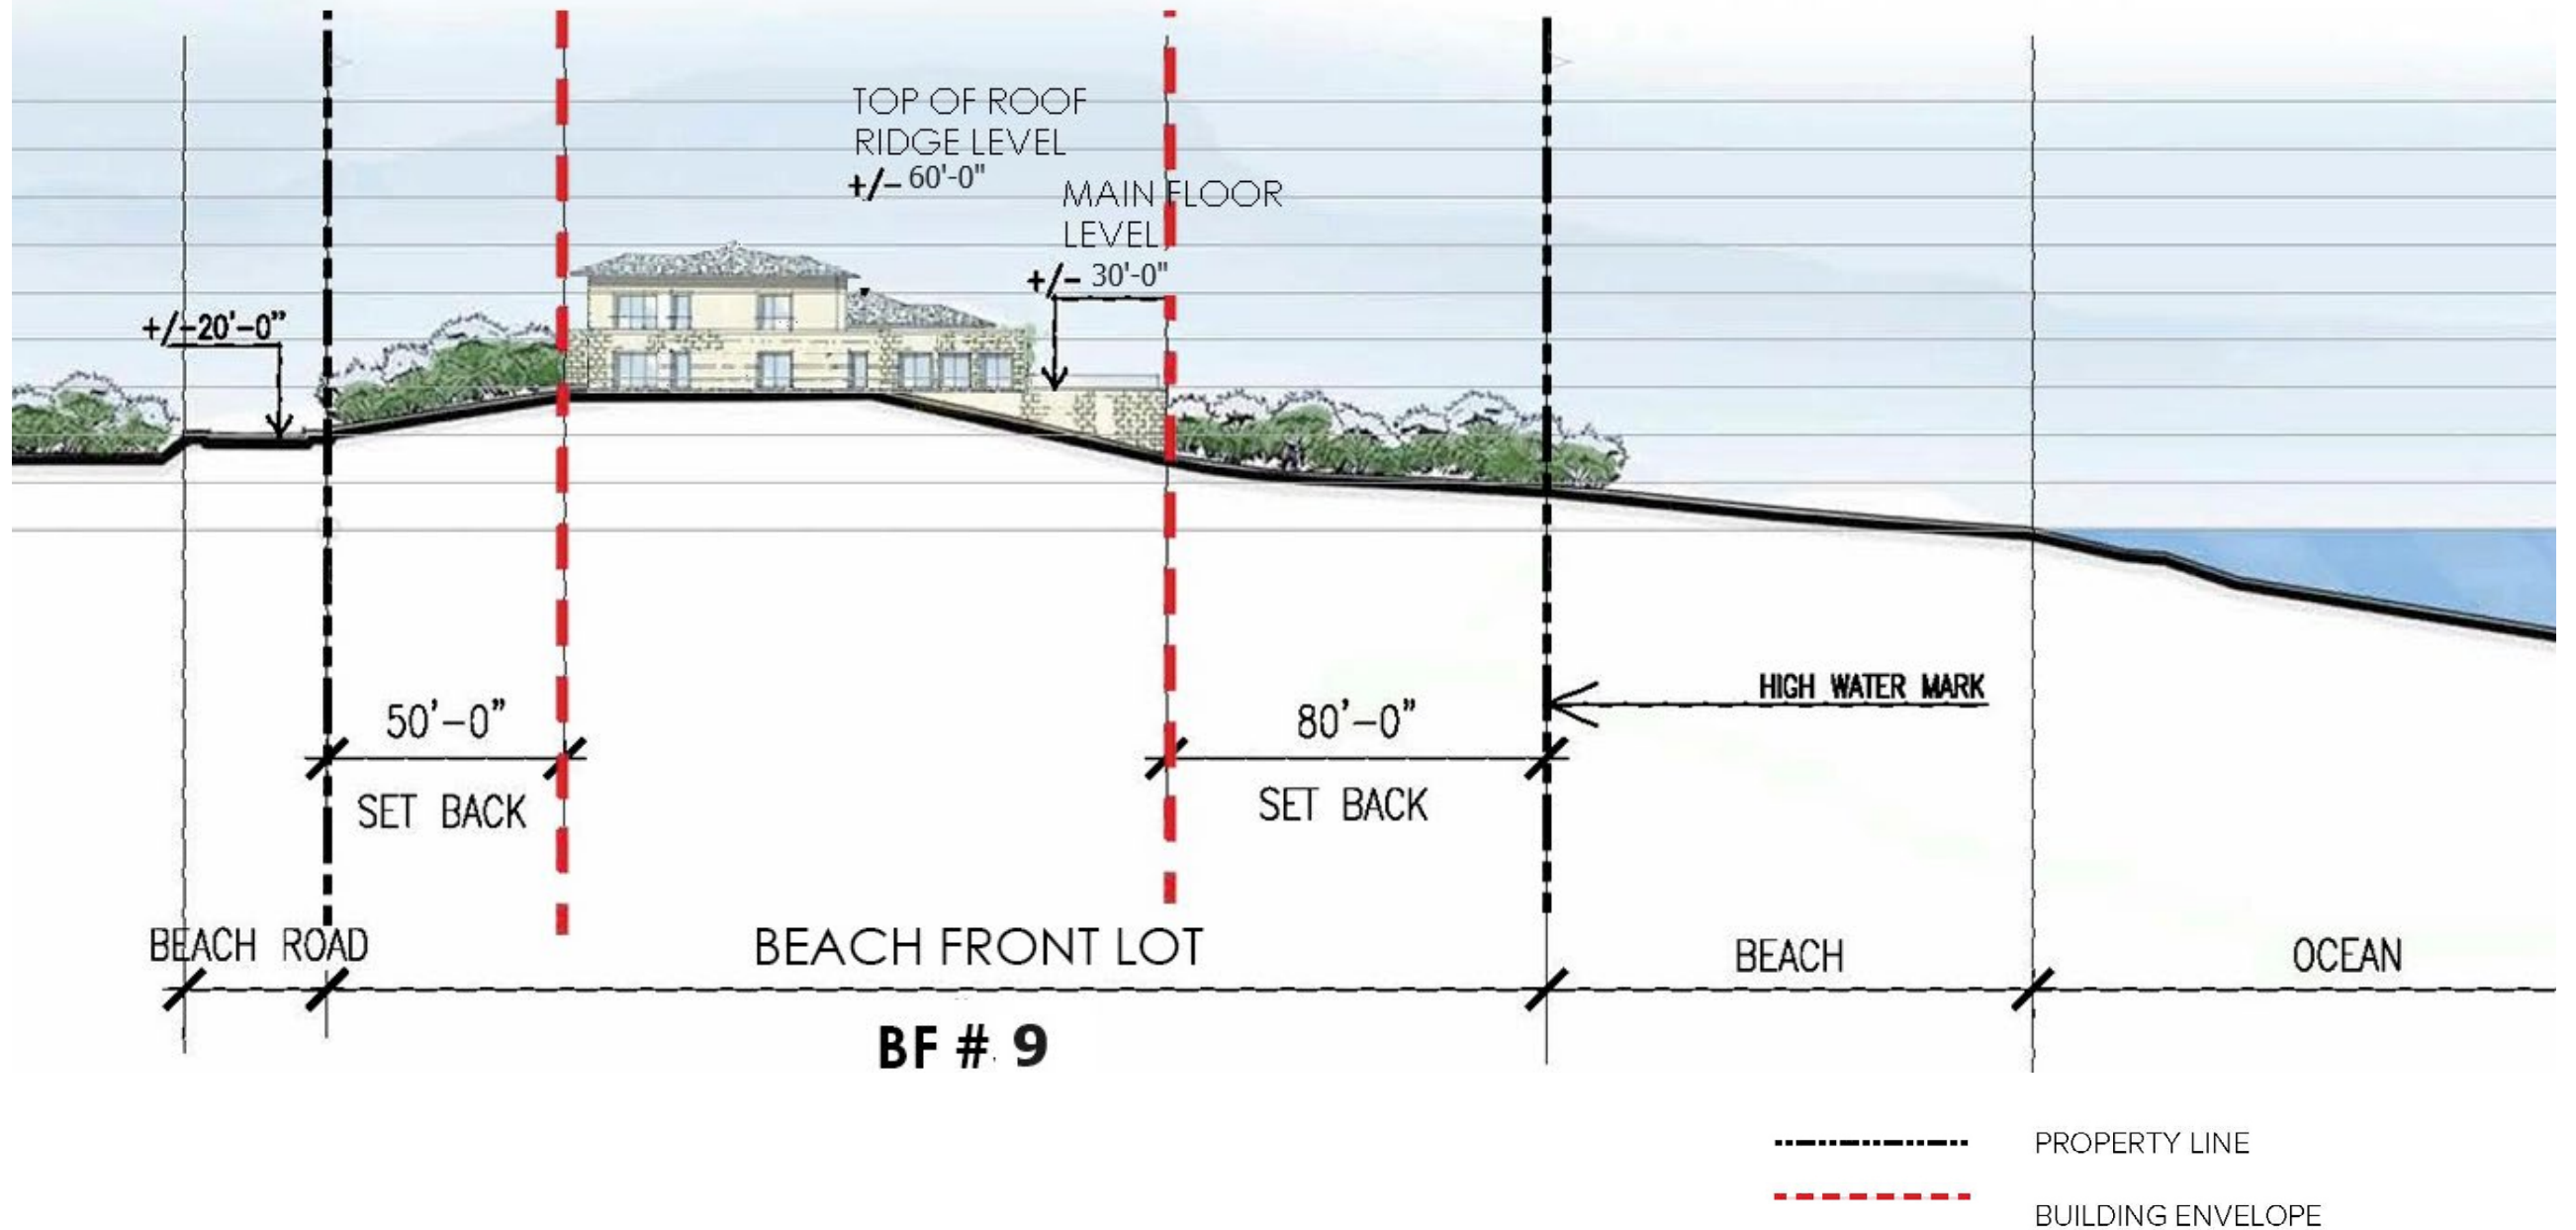 TOP OF ROOF
RIDGE LEVEL
+/- 60'-0"
MAIN FLOOR
LEVEL
+/- 30'-0"
+/-20'-0"
50'-0"
SET BACK
80'-0"
SET BACK
HIGH WATER MARK
BEACH ROAD
BEACH FRONT LOT
BEACH
OCEAN
BF # 9
PROPERTY LINE
BUILDING ENVELOPE